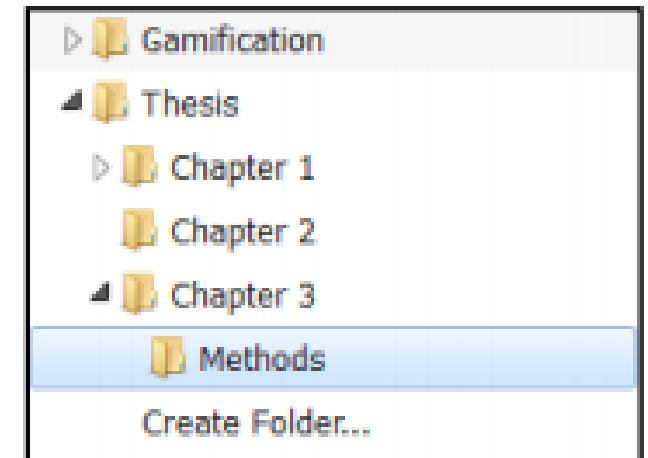 Gamification
Thesis
Chapter 1
Chapter 2
Chapter 3
Methods
Create Folder...